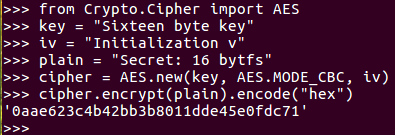 >>> from Crypto.Cipher import AES
>>> key = "Sixteen byte key"
>>> iv = "Initialization v"
>>> plain = "Secret: 16 bytfs"
>>> cipher = AES.new(key, AES.MODE_CBC, iv)
>>> cipher.encrypt(plain).encode("hex")
'0aae623c4b42bb3b8011dde45e0fdc71'
>>>